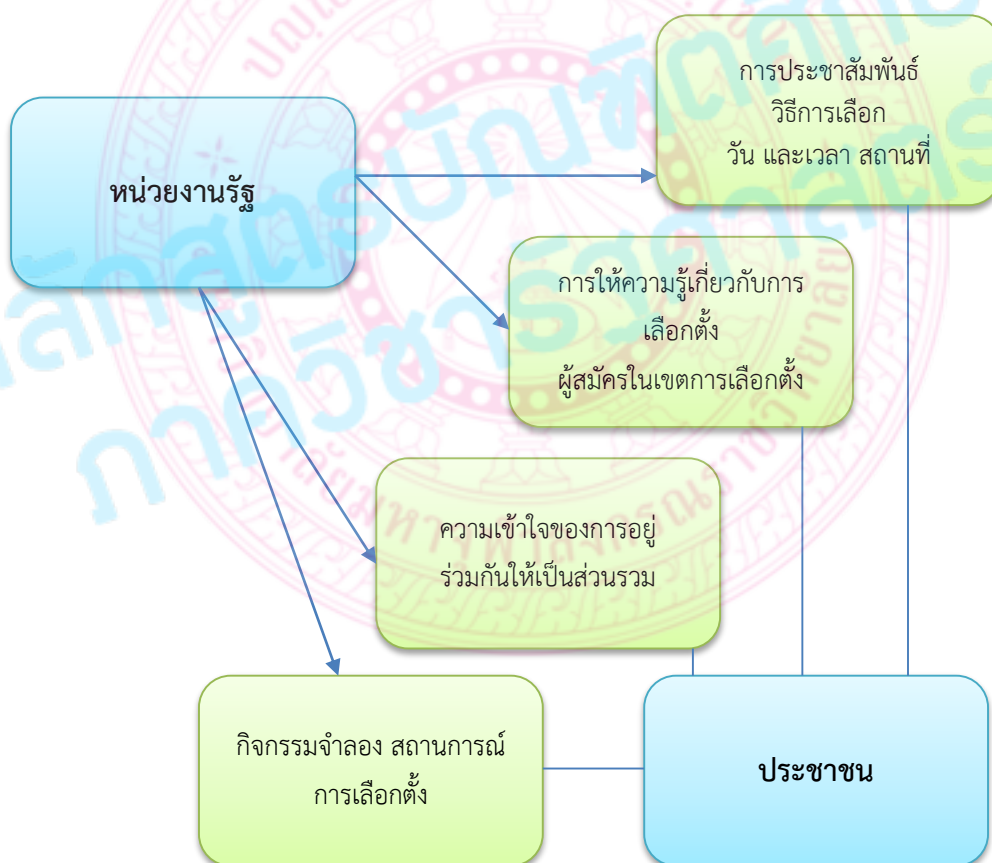 การประชาสัมพันธ์
วิธีการเลือก
วัน และเวลา สถานที่
หน่วยงานรัฐ
การให้ความรู้เกี่ยวกับการ
เลือกตั้ง
ผู้สมัครในเขตการเลือกตั้ง
ความเข้าใจของการอยู่
ร่วมกันให้เป็นส่วนรวม
กิจกรรมจำลอง สถานการณ์
การเลือกตั้ง
ประชาชน